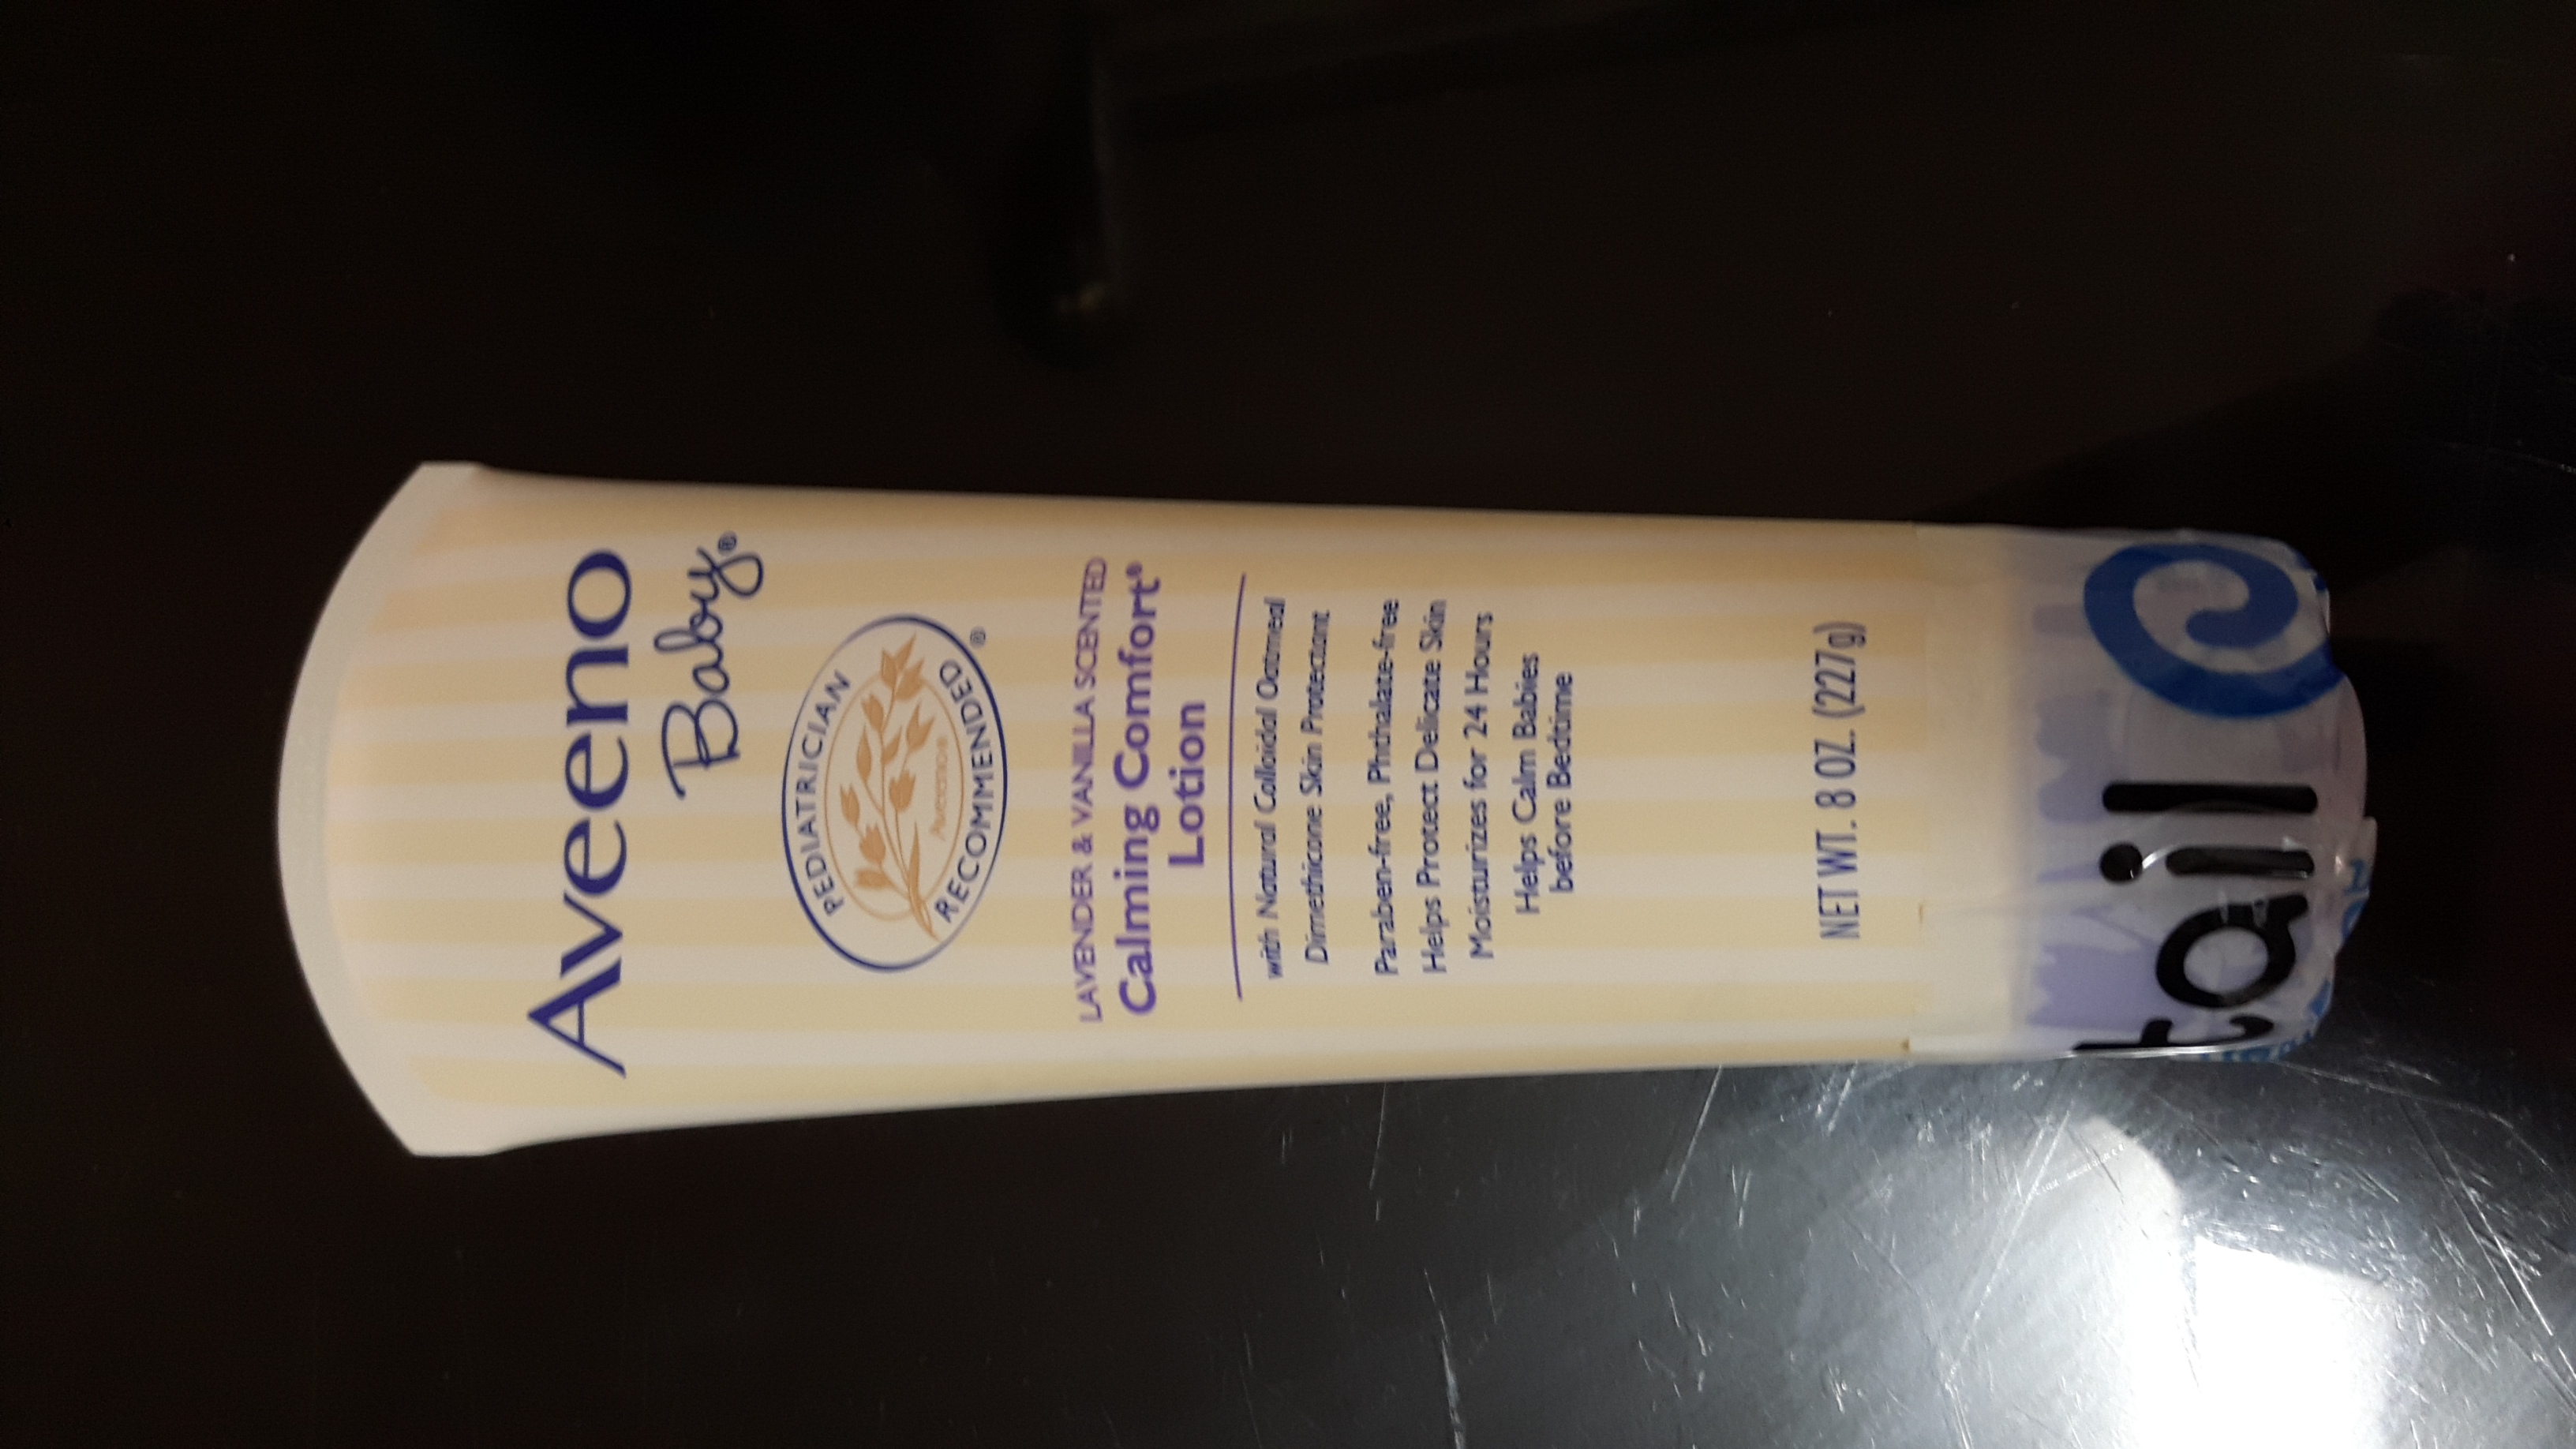 Aveeno
Baby®
PEDIATRICIAN
Aveeno®
RECOMMENDED®
LAVENDER & VANILLA SCENTED
Calming Comfort®
Lotion
with Natural Colloidal Oatmeal
Dimethicone Skin Protectant
Paraben-free, Phthalate-free
Helps Protect Delicate Skin
Moisturizes for 24 Hours
Helps Calm Babies
before Bedtime
NET WT. 8 OZ. (227g)
tail